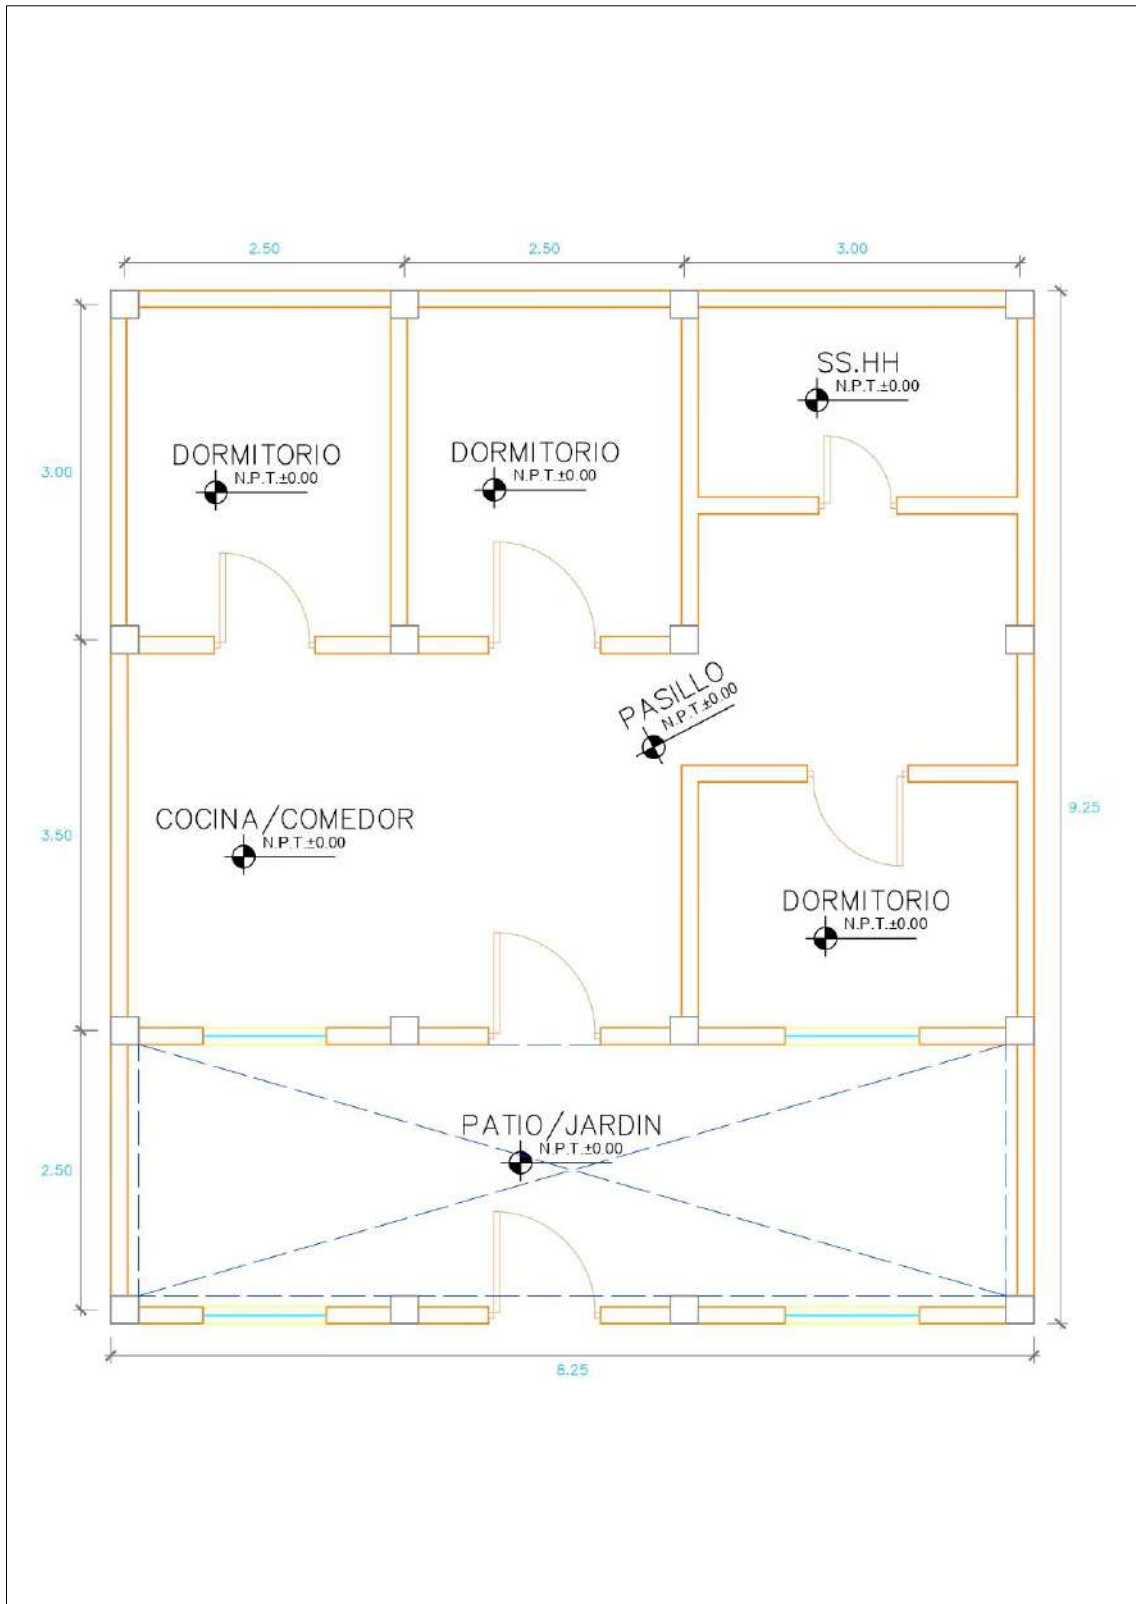 2.50
2.50
3.00
SS.HH
N.P.T.±0.00
DORMITORIO
N.P.T.±0.00
DORMITORIO
N.P.T.±0.00
3.00
PASILLO
N.P.T.±0.00
COCINA/COMEDOR
N.P.T.±0.00
3.50
9.25
DORMITORIO
N.P.T.±0.00
PATIO/JARDIN
N.P.T.±0.00
2.50
8.25